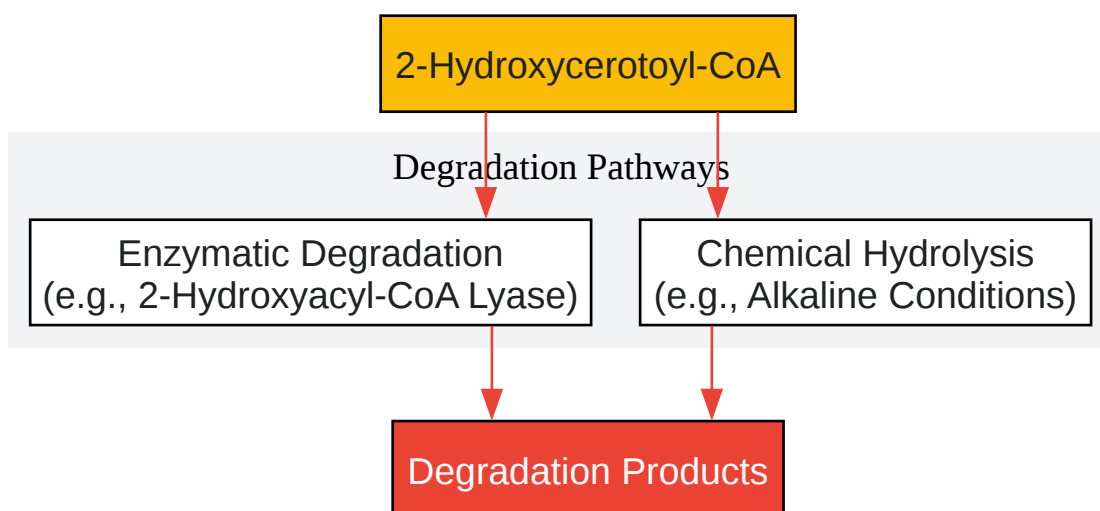 2-Hydroxycerotoyl-CoA
Degradation Pathways
Enzymatic Degradation
(e.g., 2-Hydroxyacyl-CoA Lyase)
Chemical Hydrolysis
(e.g., Alkaline Conditions)
Degradation Products